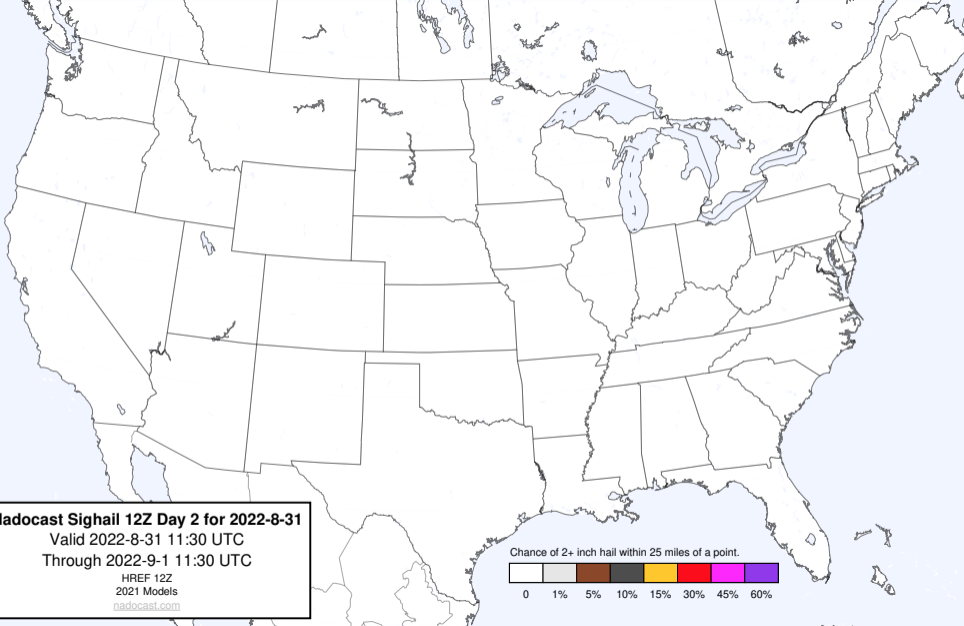 adocast Sighail 12Z Day 2 for 2022-8-31
Valid 2022-8-31 11:30 UTC
Through 2022-9-1 11:30 UTC
HREF 12Z
2021 Models
nadocast.com
Chance of 2+ inch hail within 25 miles of a point.
0 1% 5% 10% 15% 30% 45% 60%